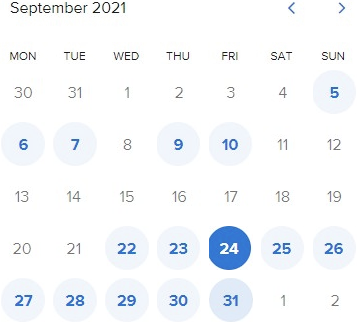 September 2021
MON TUE WED THU FRI SAT SUN
30 31 1 2 3 4 5
6 7 8 9 10 11 12
13 14 15 16 17 18 19
20 21 22 23 24 25 26
27 28 29 30 31 1 2